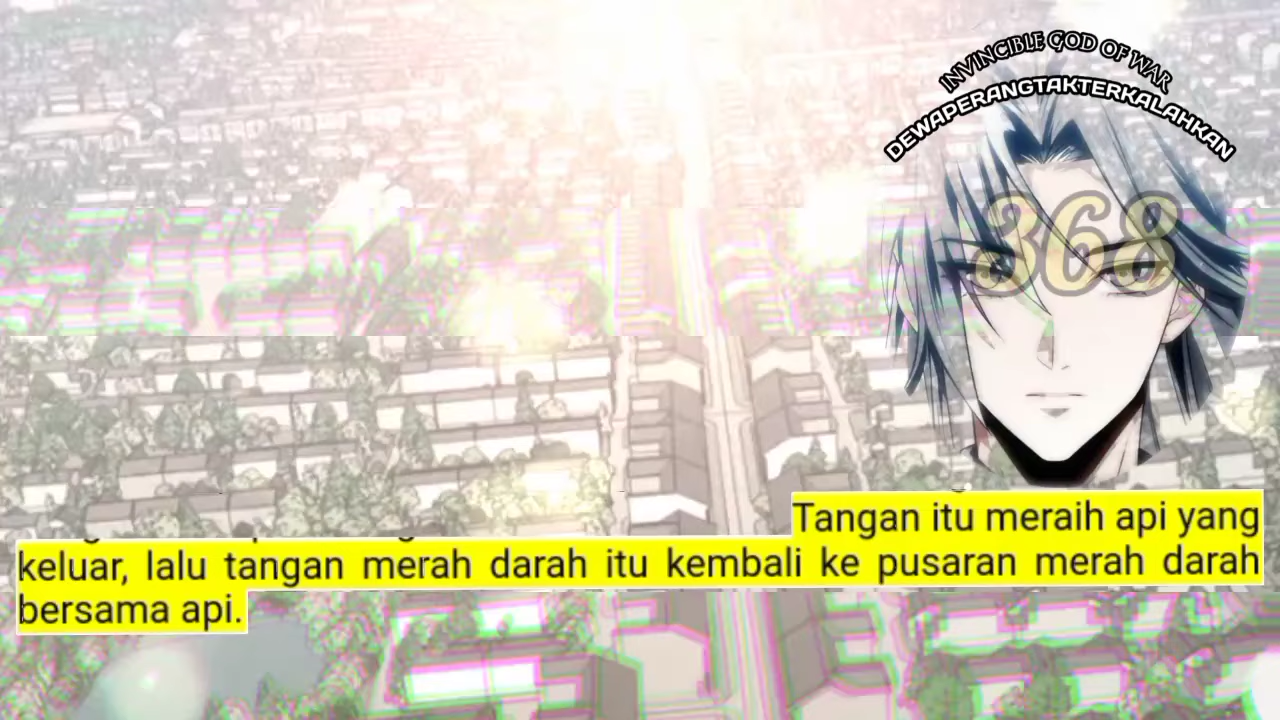 INVINCIBLE GOD OF WAR
DEWAPERANGTAKTERKALAHKAN
368
Tangan itu meraih api yang
keluar, lalu tangan merah darah itu kembali ke pusaran merah darah
bersama api.